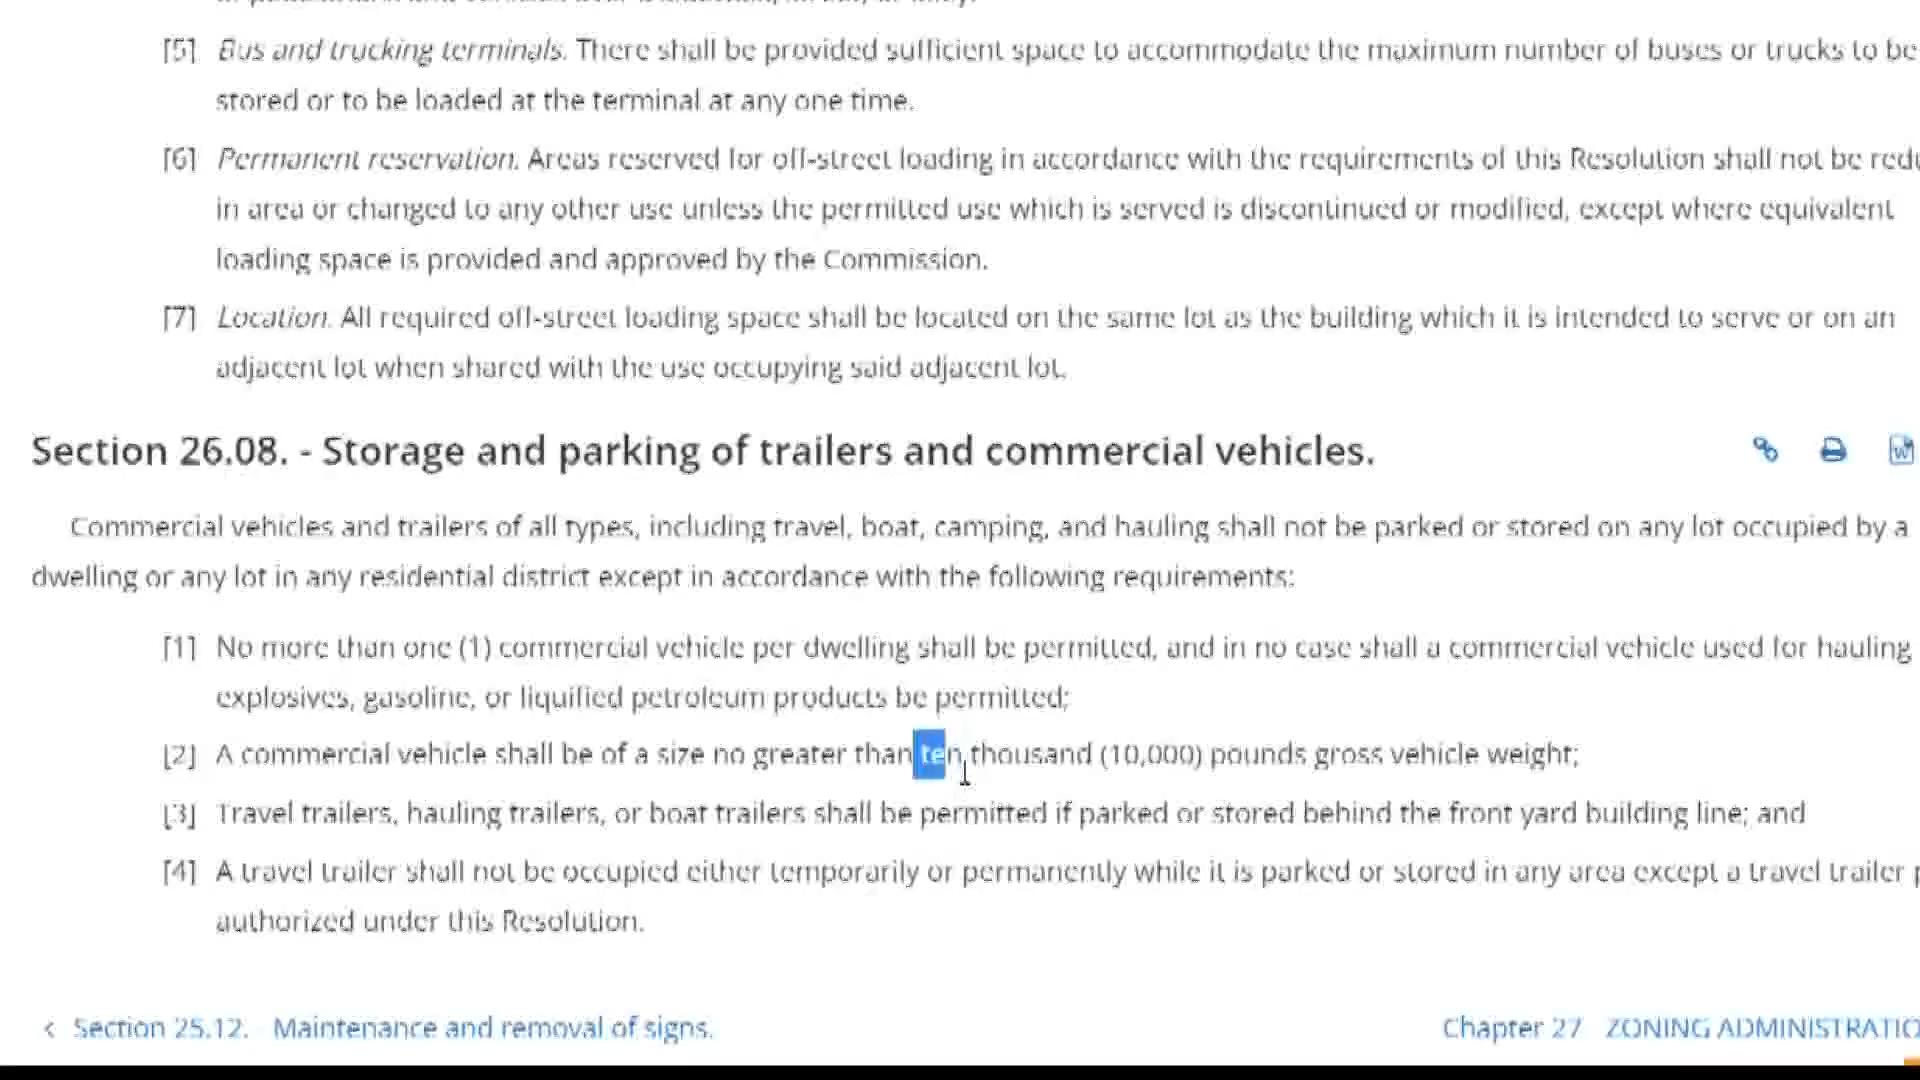 [5] Bus and trucking terminals. There shall be provided sufficient space to accommodate the maximum number of buses or trucks to be
stored or to be loaded at the terminal at any one time.
[6] Permanent reservation. Areas reserved for off-street loading in accordance with the requirements of this Resolution shall not be redu
in area or changed to any other use unless the permitted use which is served is discontinued or modified, except where equivalent
loading space is provided and approved by the Commission.
[7] Location. All required off-street loading space shall be located on the same lot as the building which it is intended to serve or on an
adjacent lot when shared with the use occupying said adjacent lot.
Section 26.08. - Storage and parking of trailers and commercial vehicles.
Commercial vehicles and trailers of all types, including travel, boat, camping, and hauling shall not be parked or stored on any lot occupied by a
dwelling or any lot in any residential district except in accordance with the following requirements:
[1] No more than one (1) commercial vehicle per dwelling shall be permitted, and in no case shall a commercial vehicle used for hauling
explosives, gasoline, or liquified petroleum products be permitted;
[2] A commercial vehicle shall be of a size no greater than ten thousand (10,000) pounds gross vehicle weight;
[3] Travel trailers, hauling trailers, or boat trailers shall be permitted if parked or stored behind the front yard building line; and
[4] A travel trailer shall not be occupied either temporarily or permanently while it is parked or stored in any area except a travel trailer p
authorized under this Resolution.
< Section 25.12. Maintenance and removal of signs.
Chapter 27 ZONING ADMINISTRATIO